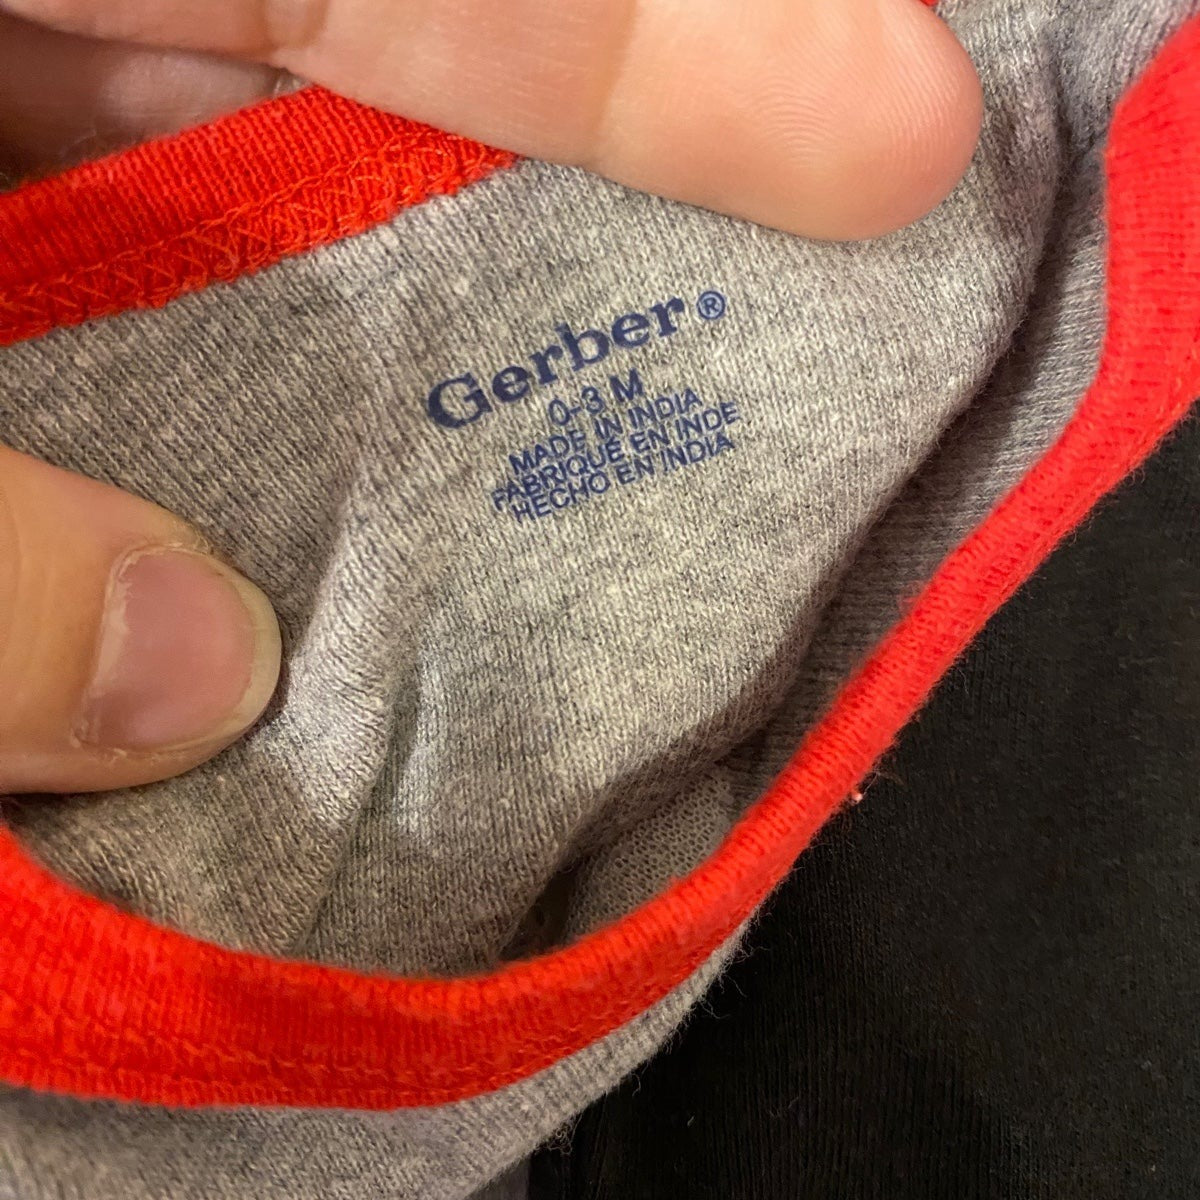 Gerber®
0-3 M
MADE IN INDIA
FABRIQUÉ EN INDE
HECHO EN INDIA